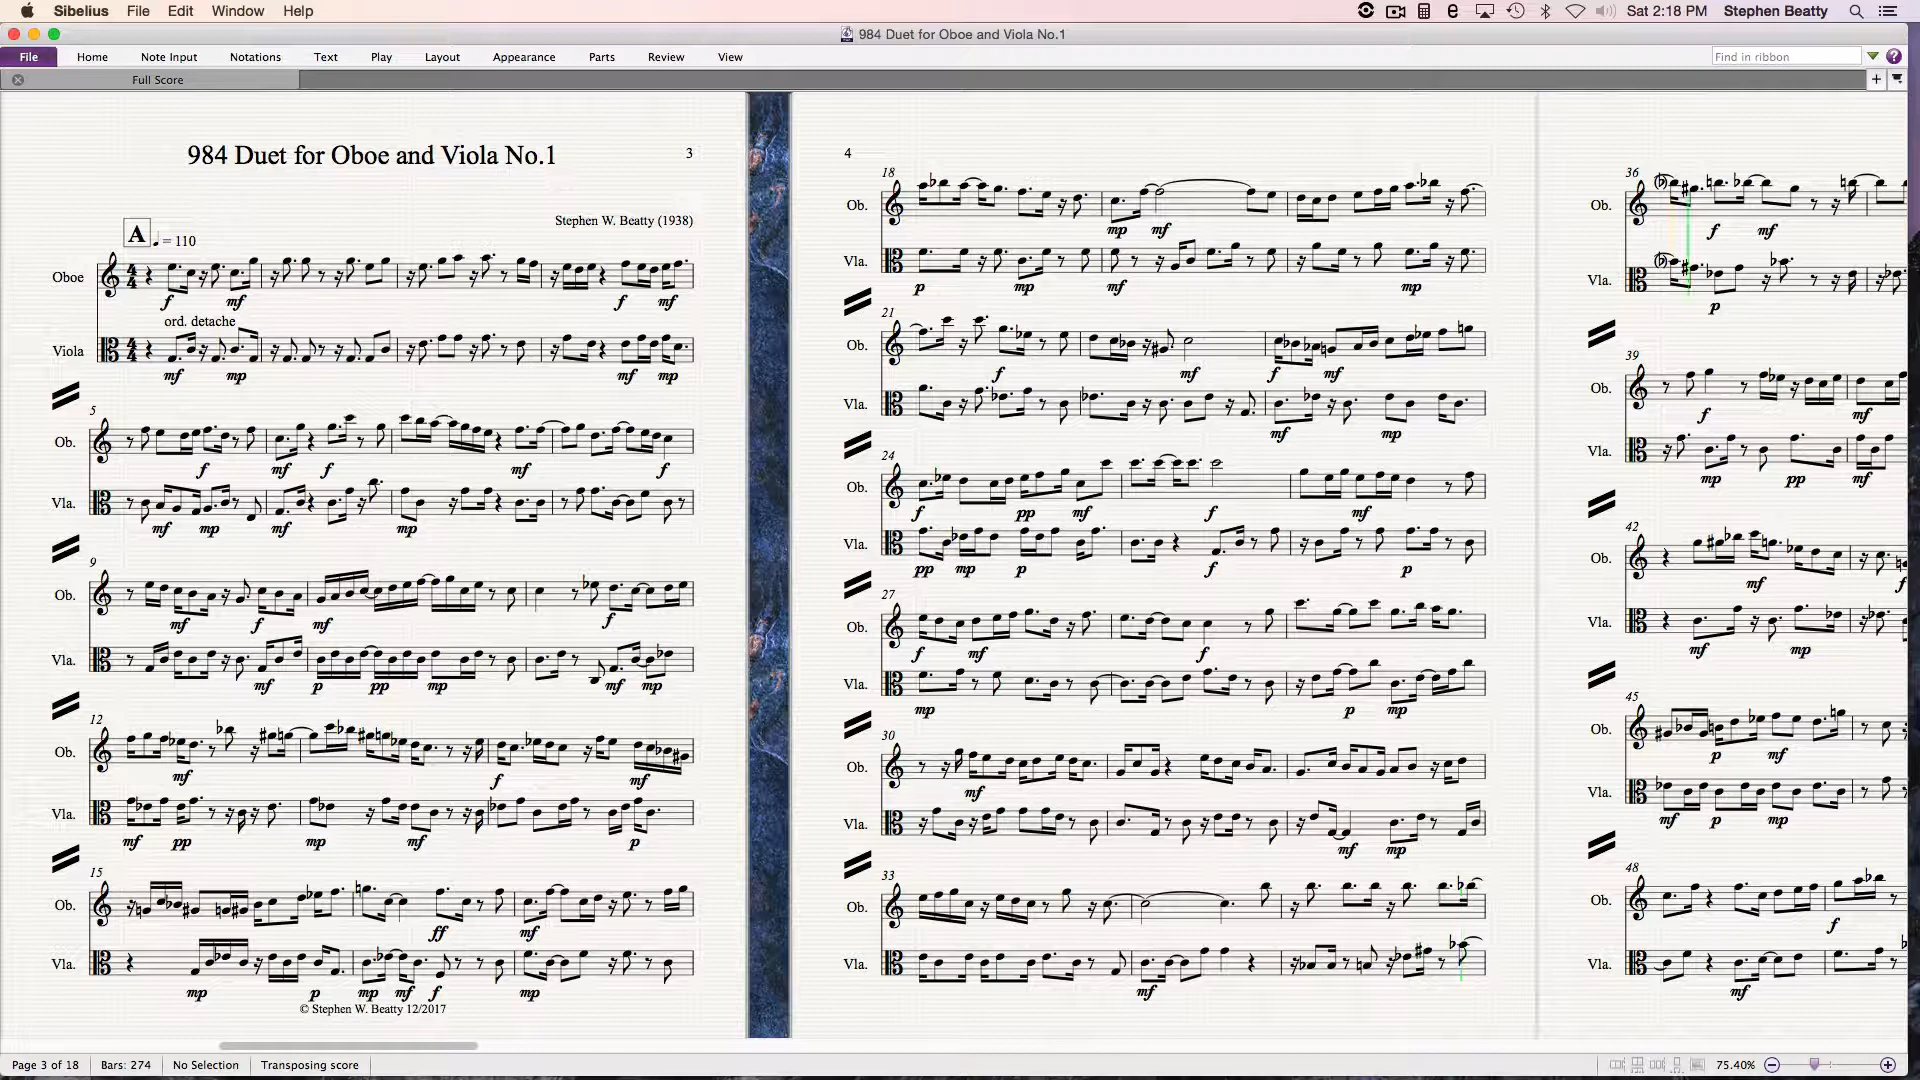 Sibelius File Edit Window Help Sat 2:18 PM Stephen Beatty
984 Duet for Oboe and Viola No.1
File Home Note Input Notations Text Play Layout Appearance Parts Review View Find in ribbon
Full Score
984 Duet for Oboe and Viola No.1
3
Stephen W. Beatty (1938)
A = 110
Oboe
f mf f mf
ord. detache
Viola
mf mp mf mp
5
Ob.
f mf f mf f
Vla.
mf mp mf mp
9
Ob.
mf f mf f
Vla.
mf p pp mp mf mp
12
Ob.
mf f mf
Vla.
mf pp mp mf p
15
Ob.
ff mf
Vla.
mp p mp mf f mp
© Stephen W. Beatty 12/2017
4
18
Ob.
mp mf
Vla.
p mp mf mp
21
Ob.
f mf f mf
Vla.
mf mp
24
Ob.
f pp mf f mf
Vla.
pp mp p f p
27
Ob.
f mf f
Vla.
mp p mp
30
Ob.
mf
Vla.
mf mp
33
Ob.
Vla.
mf
36
Ob.
f mf
Vla.
p
39
Ob.
f mf
Vla.
mp pp mf
42
Ob.
mf f
Vla.
mf mp
45
Ob.
p mf
Vla.
mf p mp
48
Ob.
f
Vla.
mf
Page 3 of 18 Bars: 274 No Selection Transposing score 75.40%